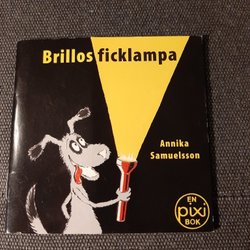 Brillos ficklampa
Annika
Samuelsson
EN
pixi
BOK